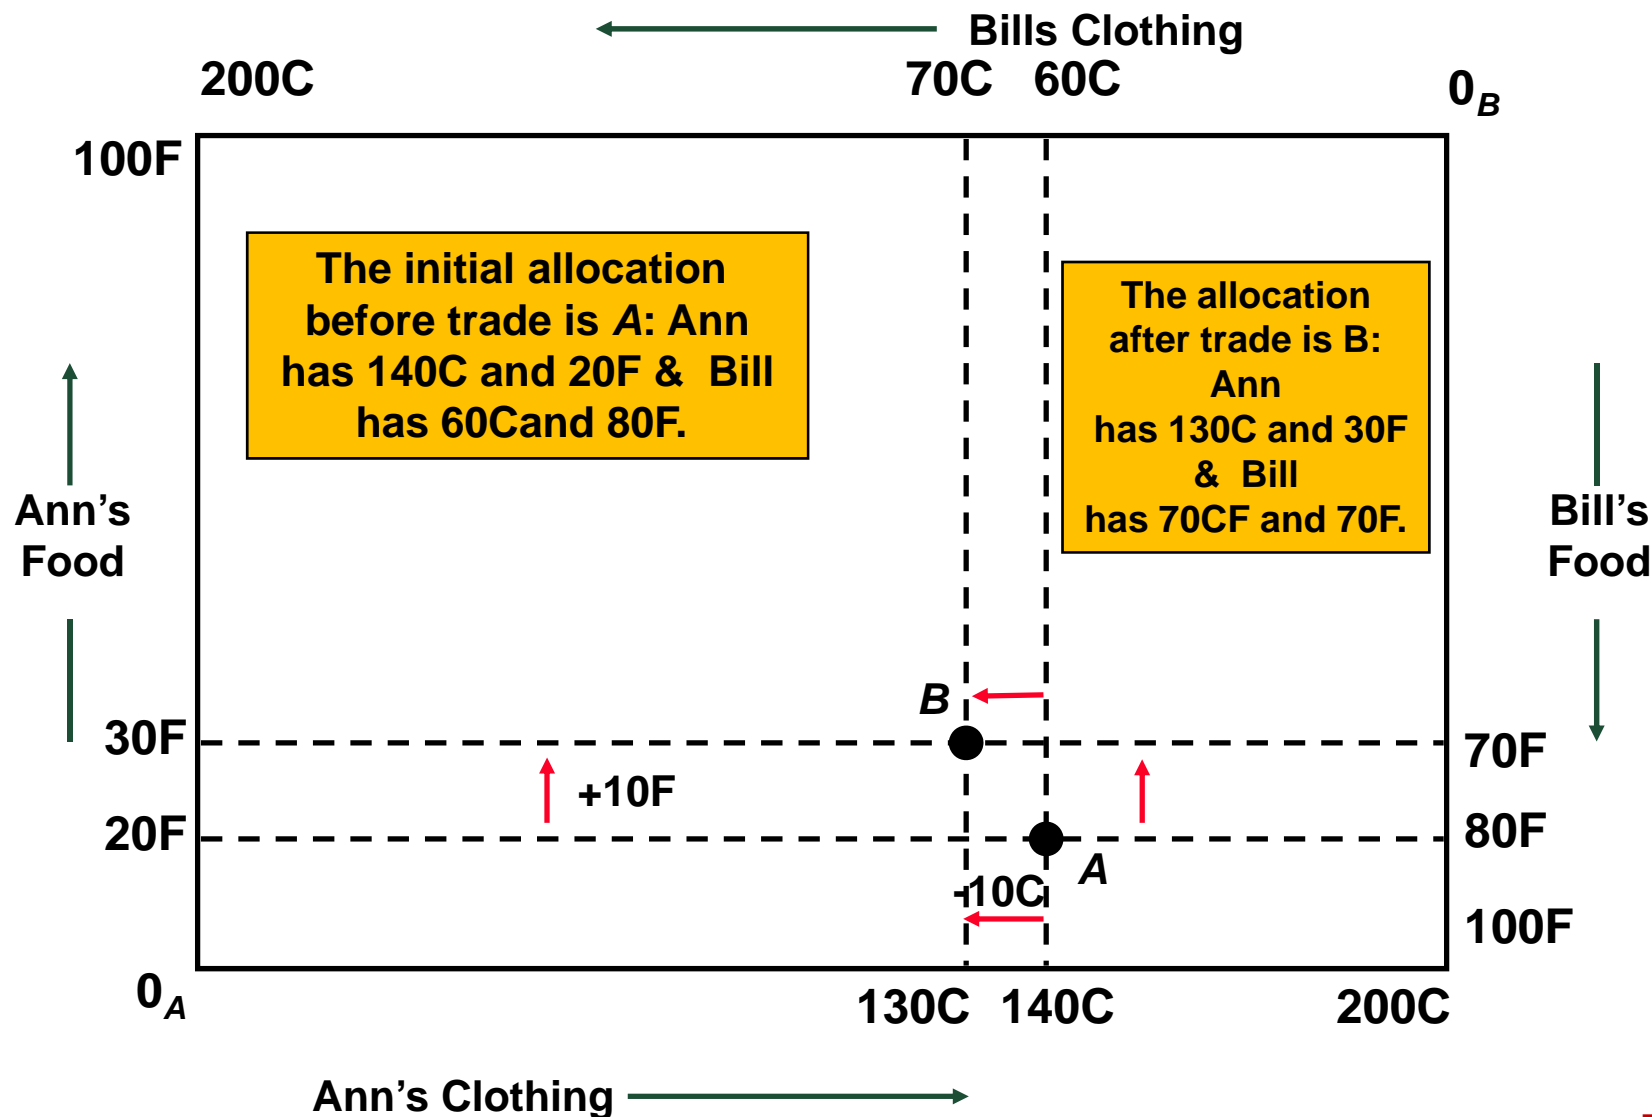 Bills Clothing
200C 70C 60C 0B
100F
The initial allocation
before trade is A: Ann
has 140C and 20F & Bill
has 60Cand 80F.
The allocation
after trade is B:
Ann
has 130C and 30F
& Bill
has 70CF and 70F.
Ann’s
Food
Bill’s
Food
B
30F 70F
+10F
20F 80F
A
-10C
100F
0A
130C 140C 200C
Ann’s Clothing